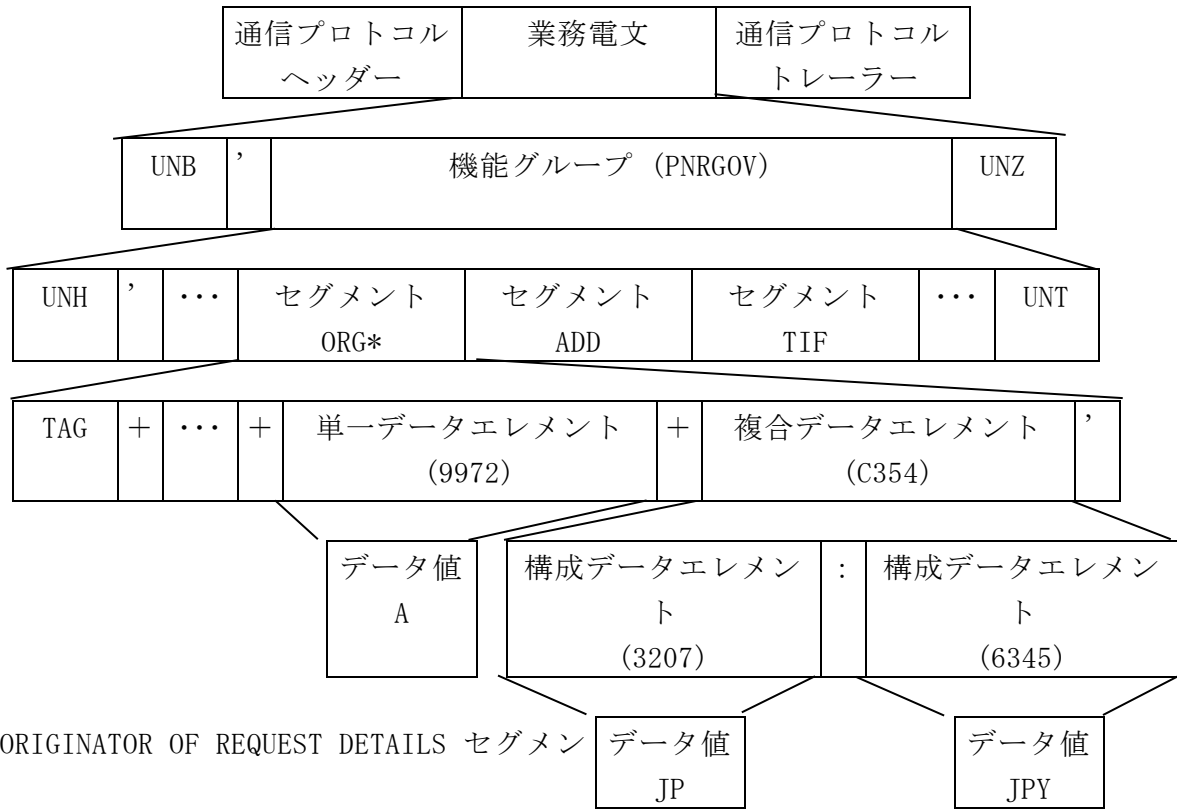 通信プロトコル 業務電文 通信プロトコル
ヘッダー トレーラー
UNB ’ 機能グループ (PNRGOV) UNZ
UNH ’ ・・・ セグメント セグメント セグメント ・・・ UNT
ORG* ADD TIF
TAG + ・・・ + 単一データエレメント + 複合データエレメント ’
(9972) (C354)
データ値 構成データエレメン : 構成データエレメン
A ト ト
(3207) (6345)
ORIGINATOR OF REQUEST DETAILS セグメン データ値 データ値
JP JPY